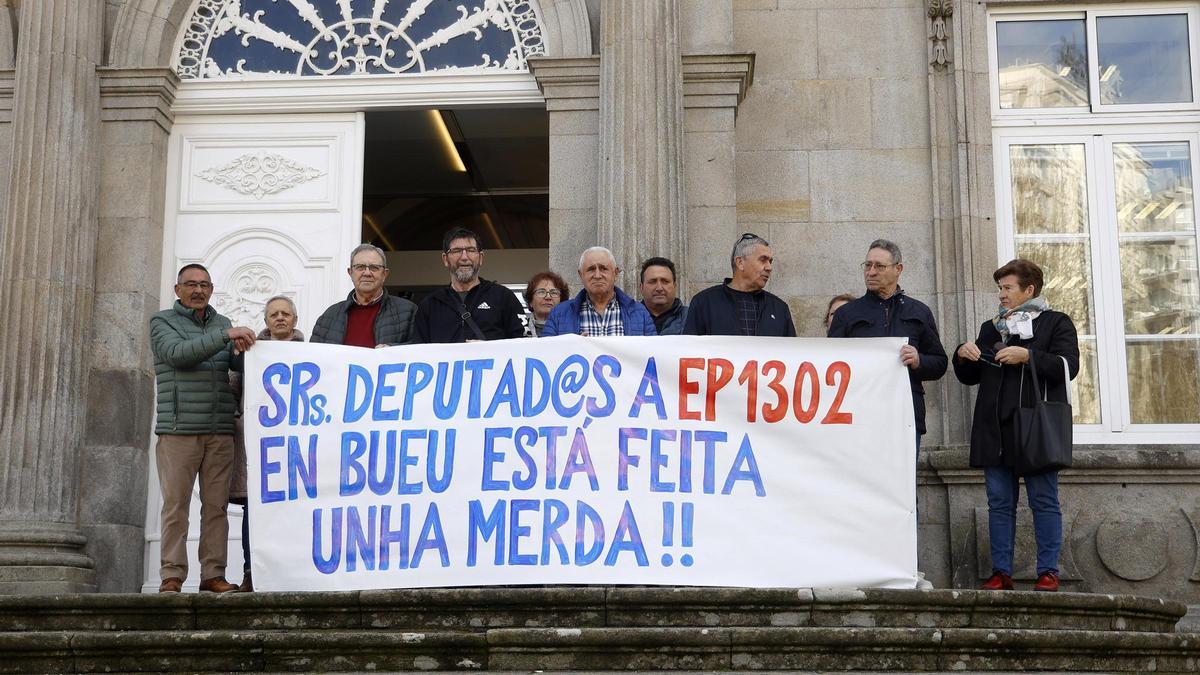 SRs. DEPUTAD@S A EP1302
EN BUEU ESTÁ FEITA
UNHA MERDA!!